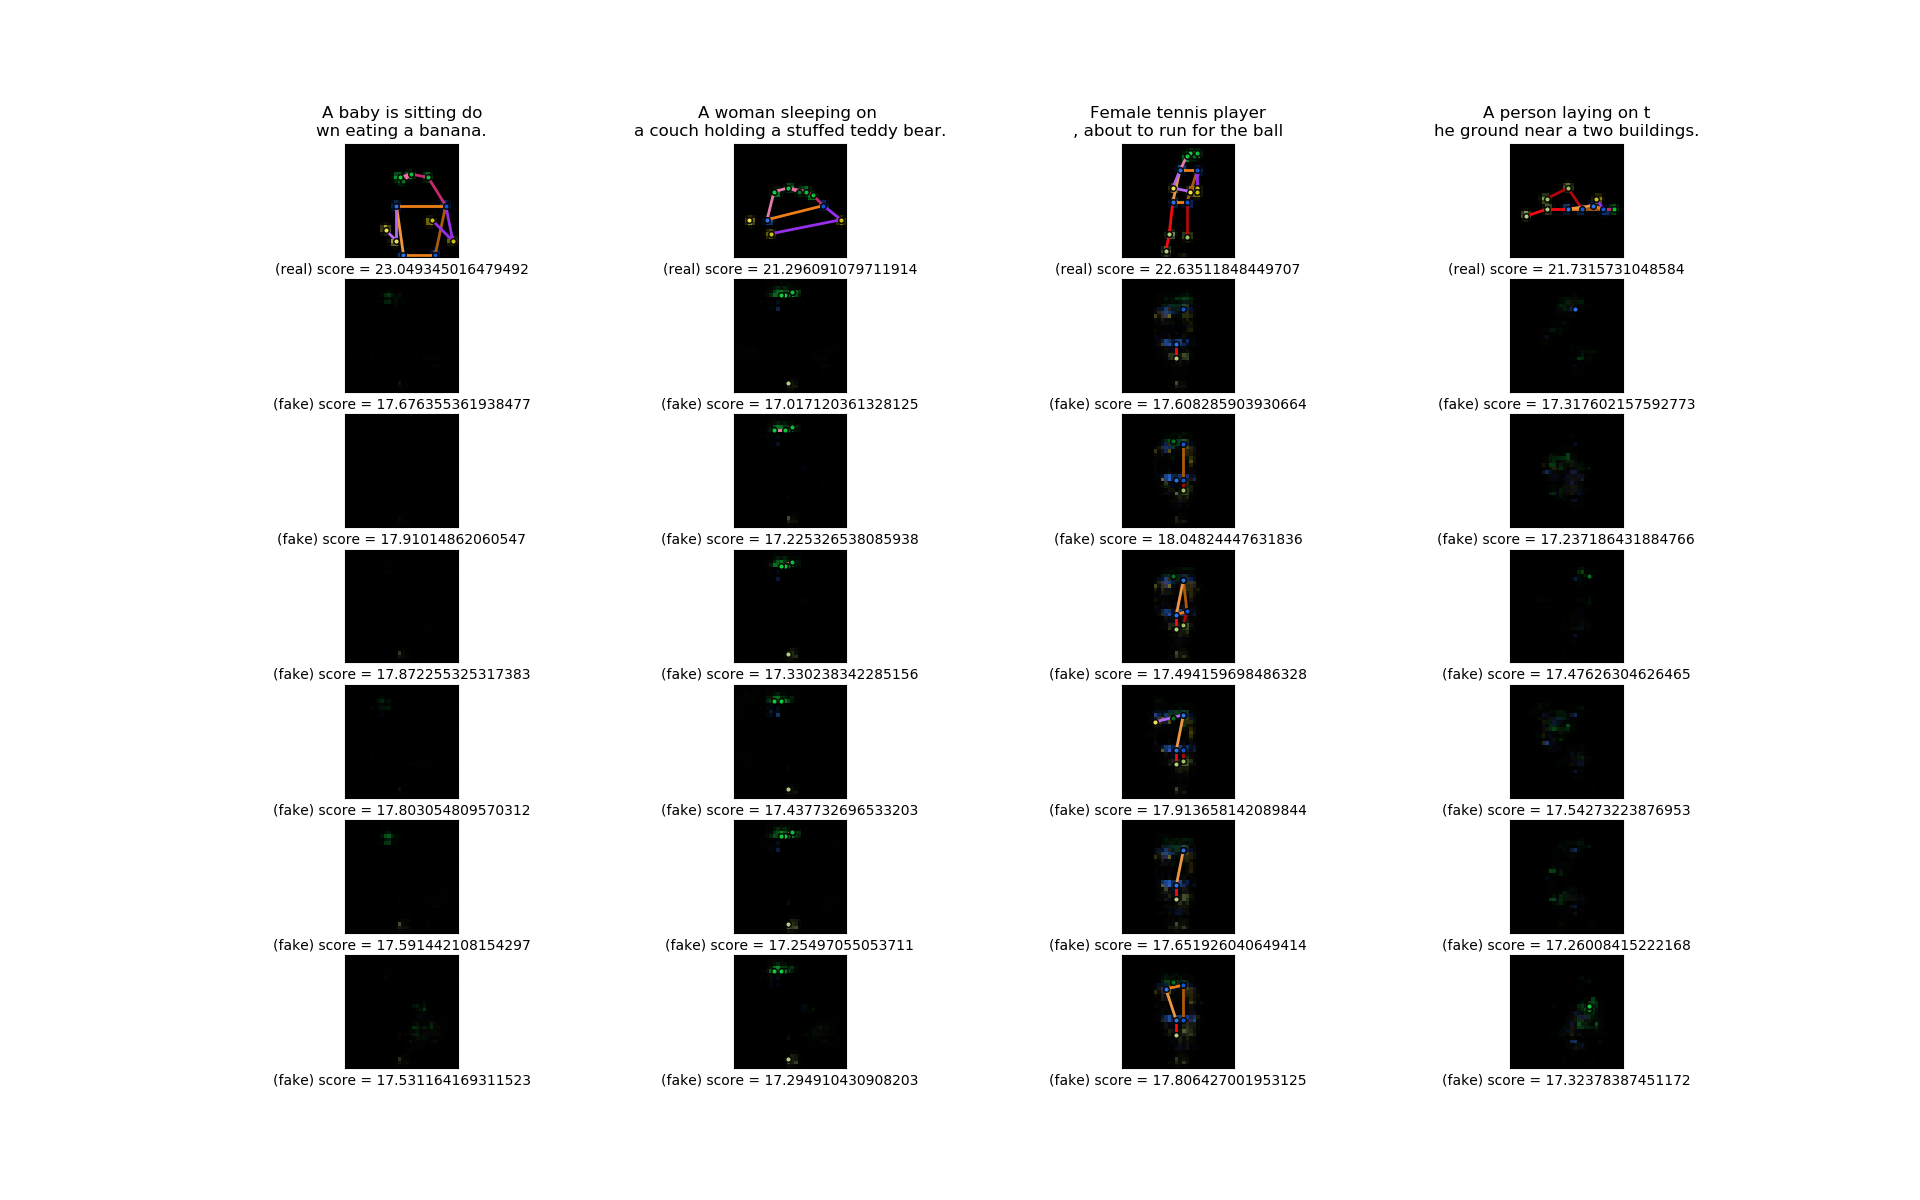 A baby is sitting do
wn eating a banana.
A woman sleeping on
a couch holding a stuffed teddy bear.
Female tennis player
, about to run for the ball
A person laying on t
he ground near a two buildings.
(real) score = 23.049345016479492
(real) score = 21.296091079711914
(real) score = 22.63511848449707
(real) score = 21.7315731048584
(fake) score = 17.676355361938477
(fake) score = 17.017120361328125
(fake) score = 17.608285903930664
(fake) score = 17.317602157592773
(fake) score = 17.91014862060547
(fake) score = 17.225326538085938
(fake) score = 18.04824447631836
(fake) score = 17.237186431884766
(fake) score = 17.872255325317383
(fake) score = 17.330238342285156
(fake) score = 17.494159698486328
(fake) score = 17.47626304626465
(fake) score = 17.803054809570312
(fake) score = 17.437732696533203
(fake) score = 17.913658142089844
(fake) score = 17.54273223876953
(fake) score = 17.591442108154297
(fake) score = 17.25497055053711
(fake) score = 17.651926040649414
(fake) score = 17.26008415222168
(fake) score = 17.531164169311523
(fake) score = 17.294910430908203
(fake) score = 17.806427001953125
(fake) score = 17.32378387451172